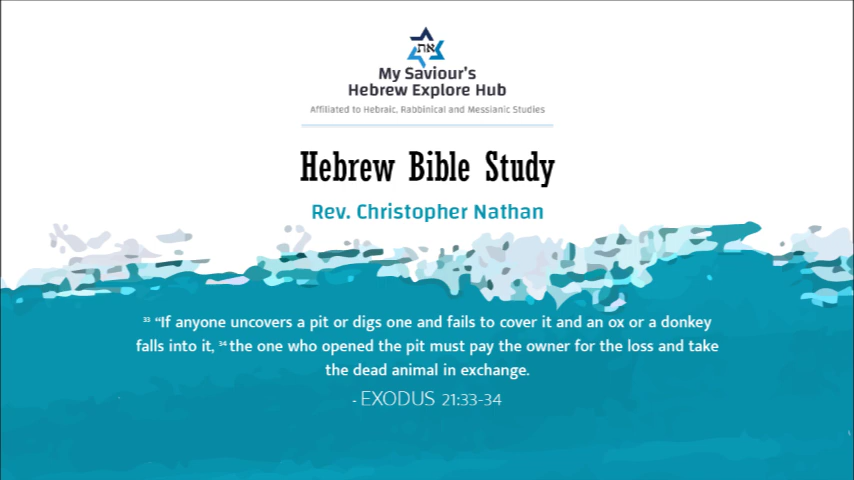 את
My Saviour's
Hebrew Explore Hub
Affiliated to Hebraic, Rabbinical and Messianic Studies
Hebrew Bible Study
Rev. Christopher Nathan
³³ “If anyone uncovers a pit or digs one and fails to cover it and an ox or a donkey
falls into it, ³⁴ the one who opened the pit must pay the owner for the loss and take
the dead animal in exchange.
- EXODUS 21:33-34